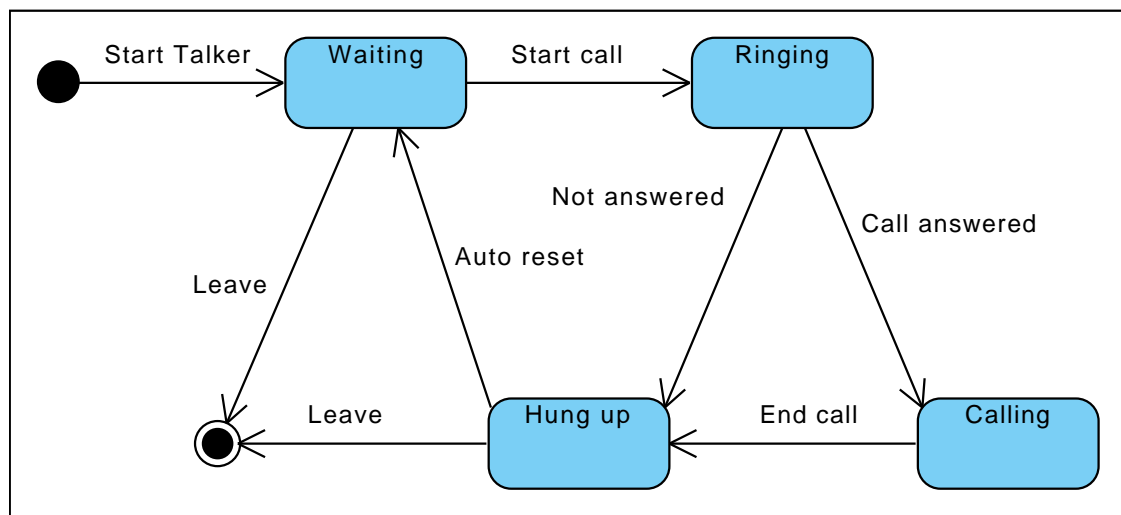 Start Talker
Waiting
Start call
Ringing
Not answered
Call answered
Auto reset
Leave
Leave
Hung up
End call
Calling